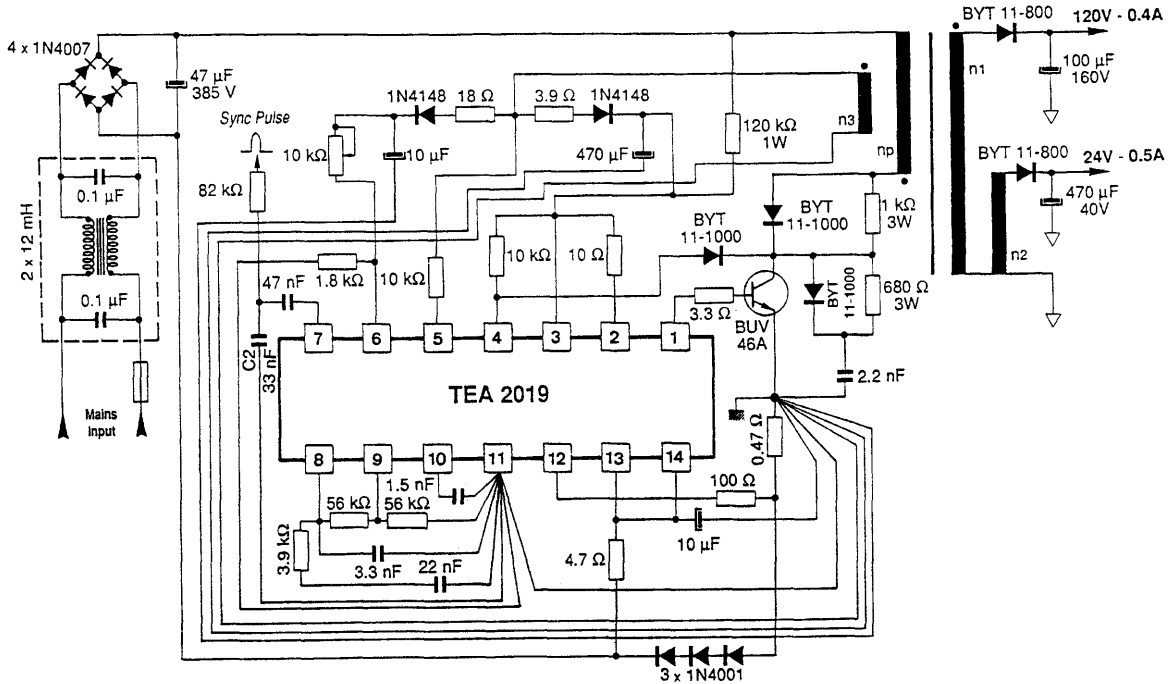 4 x 1N4007
47 µF
385 V
Sync Pulse
82 kΩ
10 kΩ
1N4148
18 Ω
3.9 Ω
1N4148
10 µF
470 µF
120 kΩ
1W
n3
np
n1
n2
BYT 11-800
120V - 0.4A
100 µF
160V
BYT 11-800
24V - 0.5A
470 µF
40V
2 x 12 mH
0.1 µF
0.1 µF
Mains
Input
47 nF
1.8 kΩ
10 kΩ
10 kΩ
10 Ω
BYT
11-1000
BYT
11-1000
1 kΩ
3W
BYT
11-1000
680 Ω
3W
3.3 Ω
BUV
46A
2.2 nF
C2
33 nF
7
6
5
4
3
2
1
TEA 2019
8
9
10
11
12
13
14
0.47 Ω
1.5 nF
100 Ω
56 kΩ
56 kΩ
3.9 kΩ
3.3 nF
22 nF
4.7 Ω
10 µF
3 x 1N4001